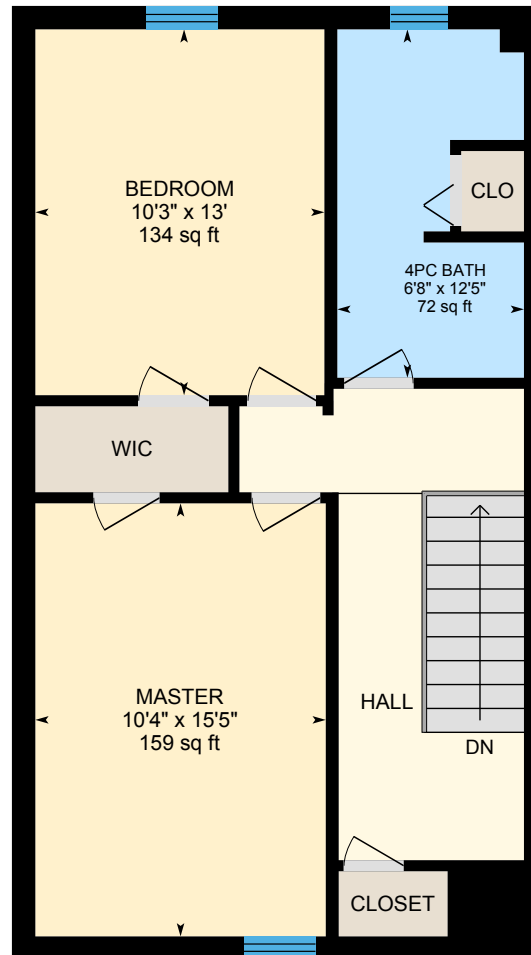 BEDROOM
10'3" x 13'
134 sq ft
CLO
4PC BATH
6'8" x 12'5"
72 sq ft
WIC
MASTER
10'4" x 15'5"
159 sq ft
HALL
DN
CLOSET